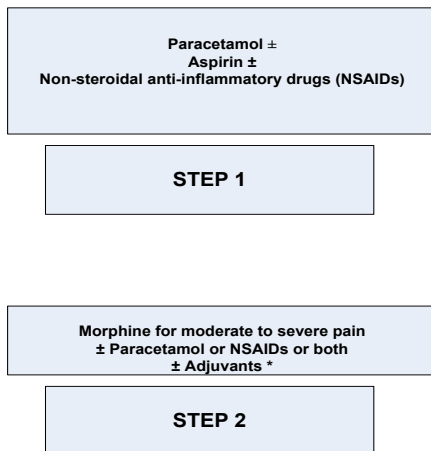 Paracetamol ±
Aspirin ±
Non-steroidal anti-inflammatory drugs (NSAIDs)
STEP 1
Morphine for moderate to severe pain
± Paracetamol or NSAIDs or both
± Adjuvants *
STEP 2